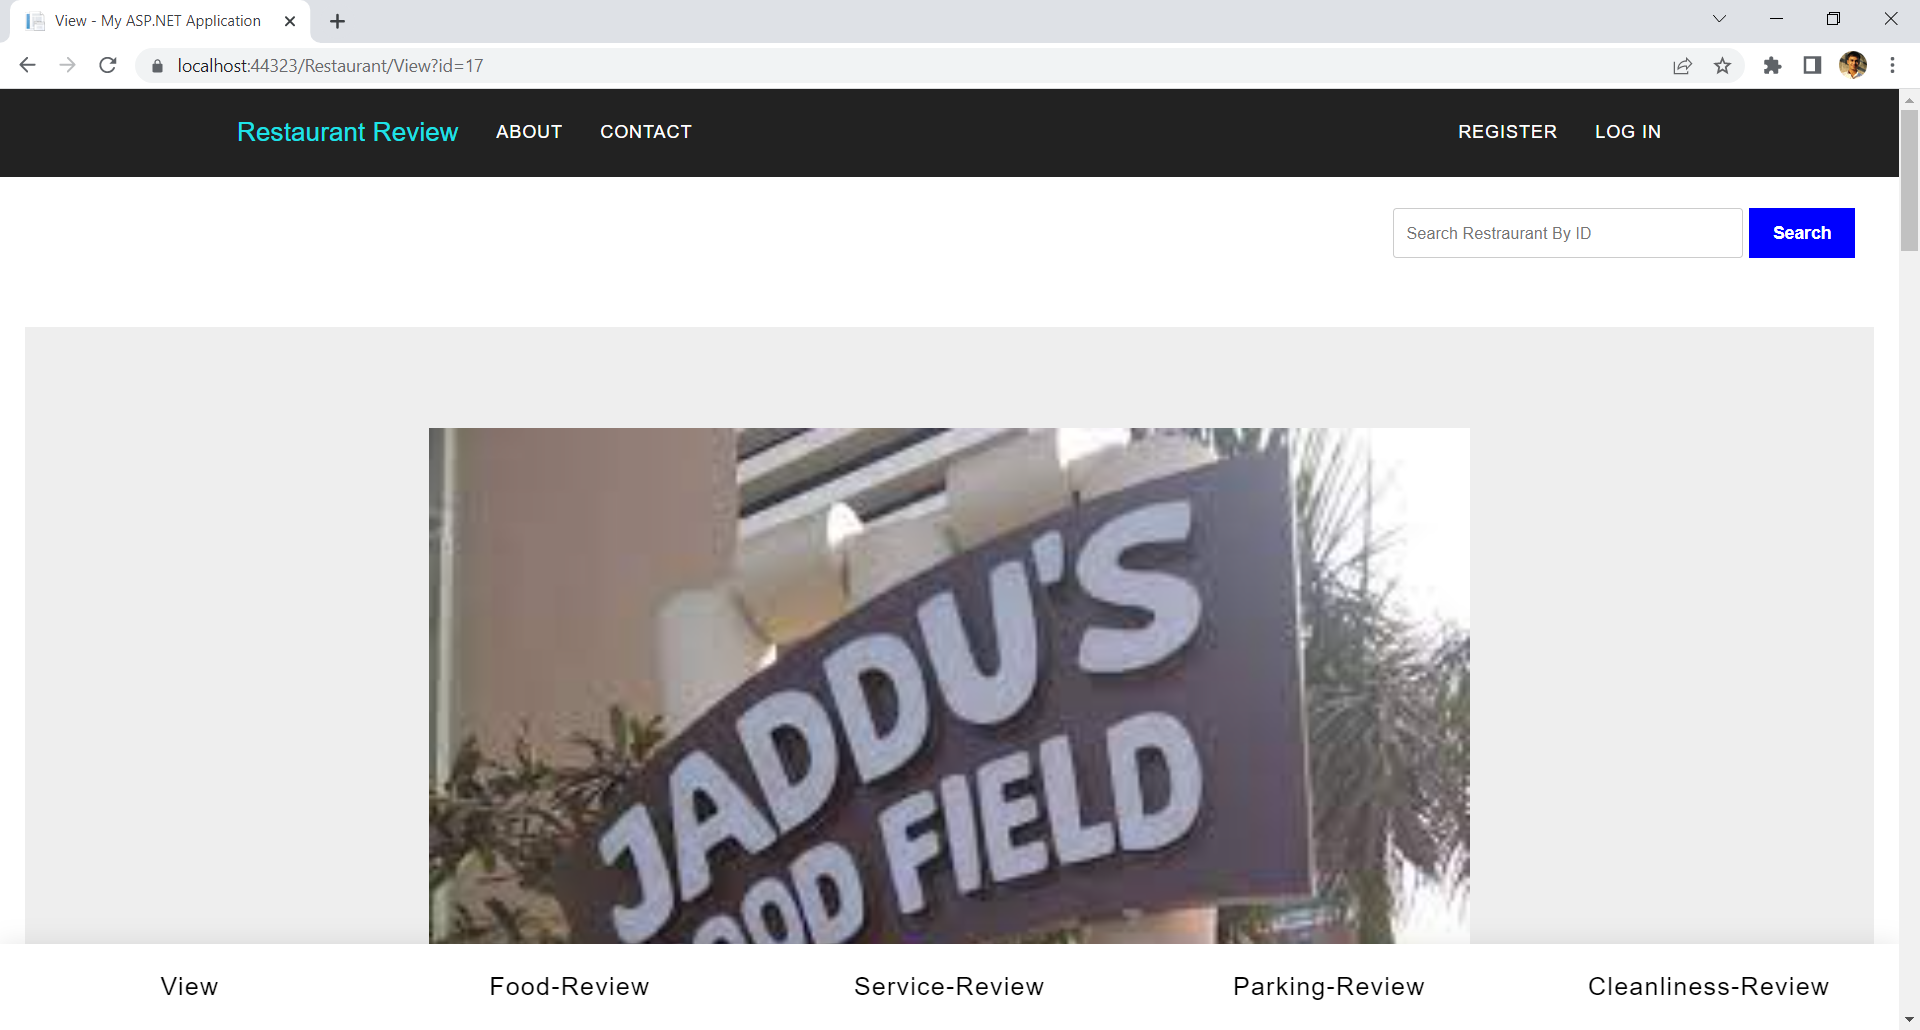 View - My ASP.NET Application
localhost:44323/Restaurant/View?id=17
Restaurant Review ABOUT CONTACT REGISTER LOG IN
Search Restraurant By ID Search
JADDU'S
OOD FIELD
View Food-Review Service-Review Parking-Review Cleanliness-Review